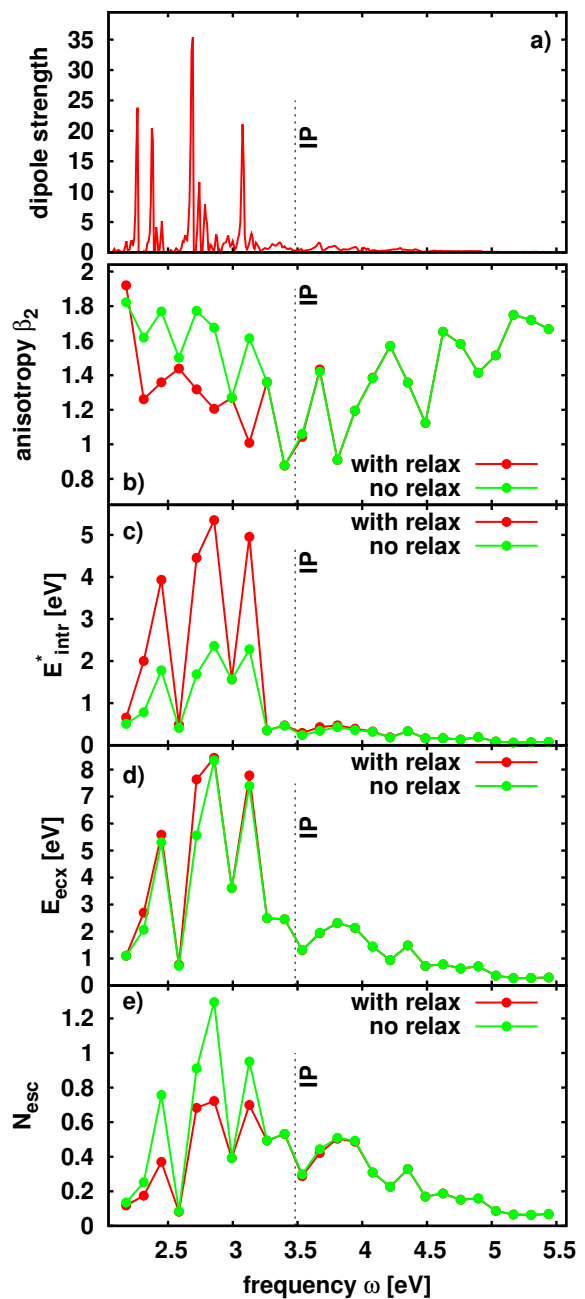 a)
dipole strength
35
30
25
20
15
10
5
0
IP
anisotropy β2
2
1.8
1.6
1.4
1.2
1
0.8
IP
b)
with relax
no relax
c)
with relax
no relax
E*intr [eV]
5
4
3
2
1
0
IP
d)
with relax
no relax
Eecx [eV]
8
7
6
5
4
3
2
1
0
IP
e)
with relax
no relax
Nesc
1.2
1
0.8
0.6
0.4
0.2
0
IP
2.5 3 3.5 4 4.5 5 5.5
frequency ω [eV]